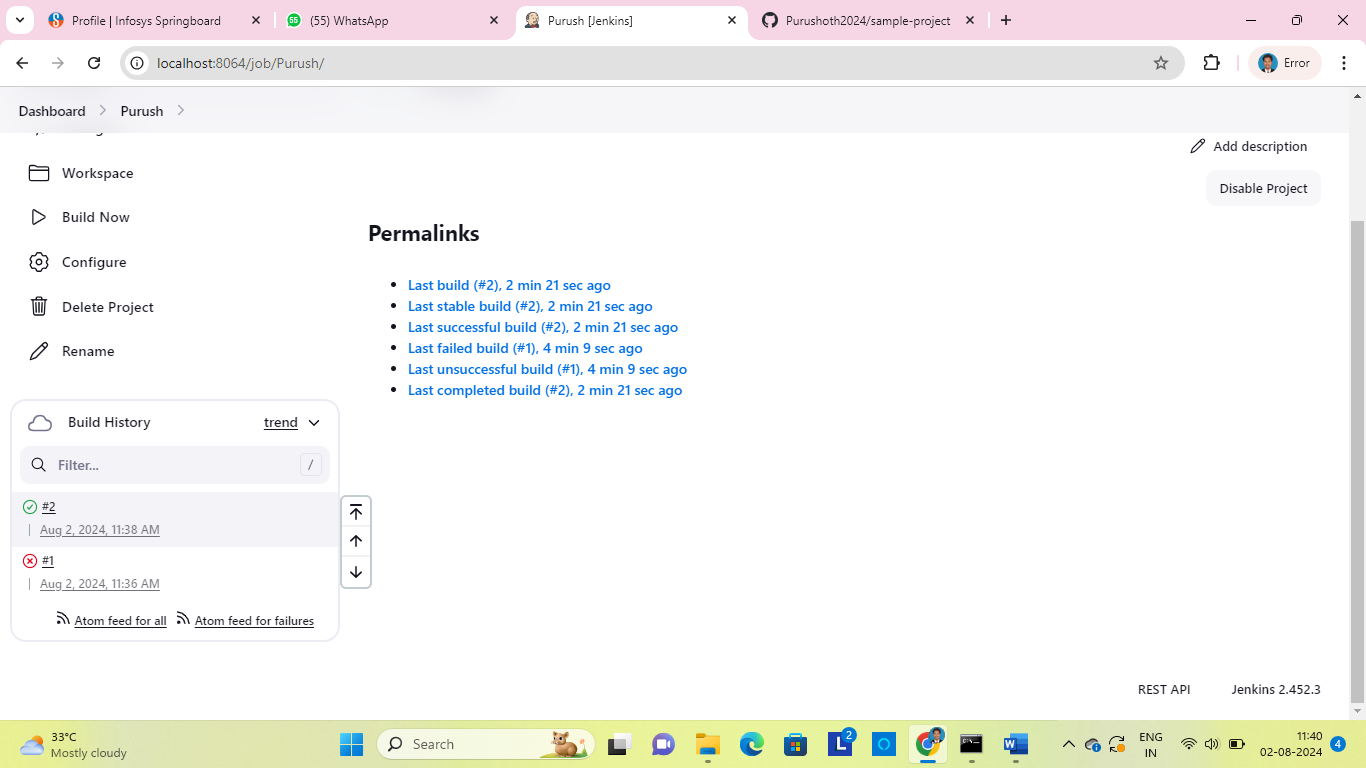 Profile | Infosys Springboard
(55) WhatsApp
Purush [Jenkins]
Purushoth2024/sample-project
localhost:8064/job/Purush/
Error
Dashboard
Purush
Add description
Workspace
Disable Project
Build Now
Configure
Delete Project
Rename
Permalinks
Last build (#2), 2 min 21 sec ago
Last stable build (#2), 2 min 21 sec ago
Last successful build (#2), 2 min 21 sec ago
Last failed build (#1), 4 min 9 sec ago
Last unsuccessful build (#1), 4 min 9 sec ago
Last completed build (#2), 2 min 21 sec ago
Build History
trend
Filter...
/
#2
Aug 2, 2024, 11:38 AM
#1
Aug 2, 2024, 11:36 AM
Atom feed for all
Atom feed for failures
REST API
Jenkins 2.452.3
33°C
Mostly cloudy
Search
2
ENG
IN
11:40
02-08-2024
4